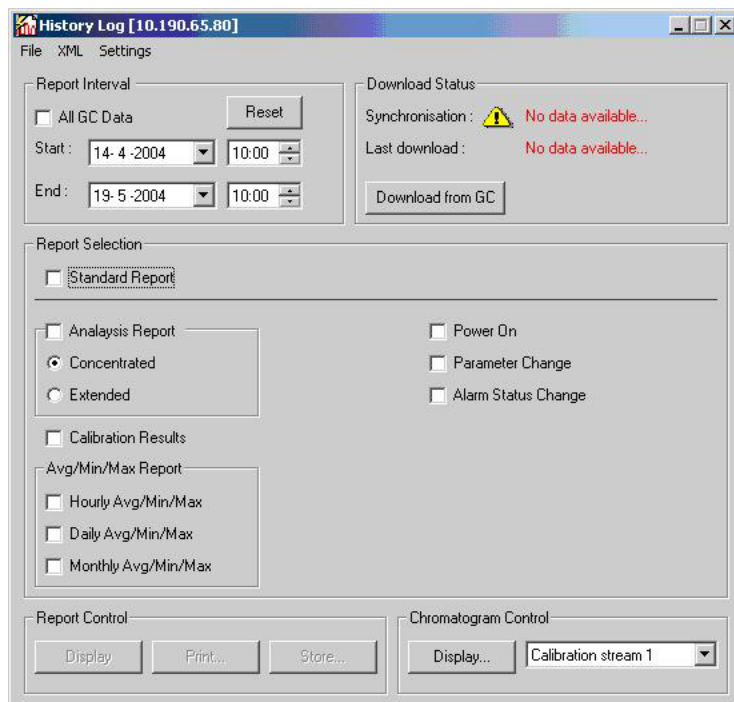 History Log [10.190.65.80]
File XML Settings
Report Interval
All GC Data Reset
Start : 14- 4 -2004 10:00
End : 19- 5 -2004 10:00
Download Status
Synchronisation : No data available...
Last download : No data available...
Download from GC
Report Selection
Standard Report
Analaysis Report
Concentrated
Extended
Calibration Results
Avg/Min/Max Report
Hourly Avg/Min/Max
Daily Avg/Min/Max
Monthly Avg/Min/Max
Power On
Parameter Change
Alarm Status Change
Report Control
Display Print... Store...
Chromatogram Control
Display... Calibration stream 1